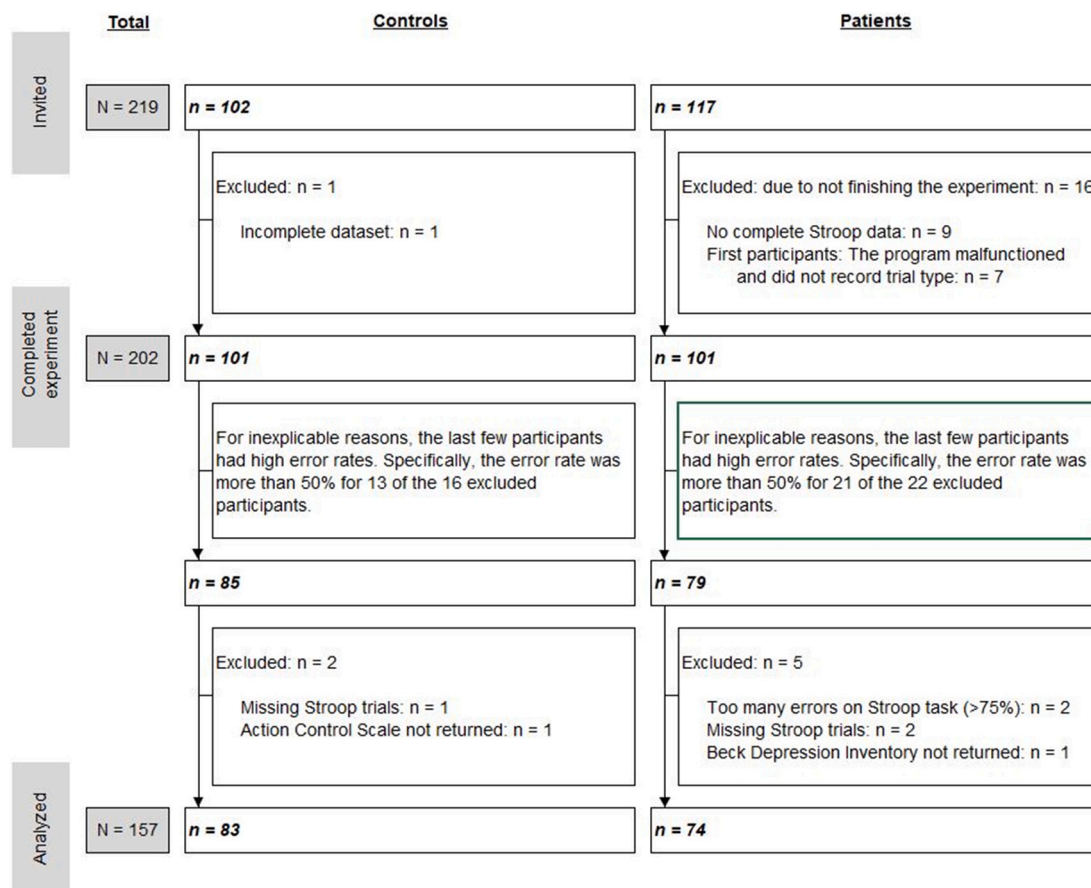 Total
Controls
Patients
Invited
N = 219
n = 102
n = 117
Excluded: n = 1
Incomplete dataset: n = 1
Excluded: due to not finishing the experiment: n = 16
No complete Stroop data: n = 9
First participants: The program malfunctioned
and did not record trial type: n = 7
Completed
experiment
N = 202
n = 101
n = 101
For inexplicable reasons, the last few participants
had high error rates. Specifically, the error rate was
more than 50% for 13 of the 16 excluded
participants.
For inexplicable reasons, the last few participants
had high error rates. Specifically, the error rate was
more than 50% for 21 of the 22 excluded
participants.
n = 85
n = 79
Excluded: n = 2
Missing Stroop trials: n = 1
Action Control Scale not returned: n = 1
Excluded: n = 5
Too many errors on Stroop task (>75%): n = 2
Missing Stroop trials: n = 2
Beck Depression Inventory not returned: n = 1
Analyzed
N = 157
n = 83
n = 74